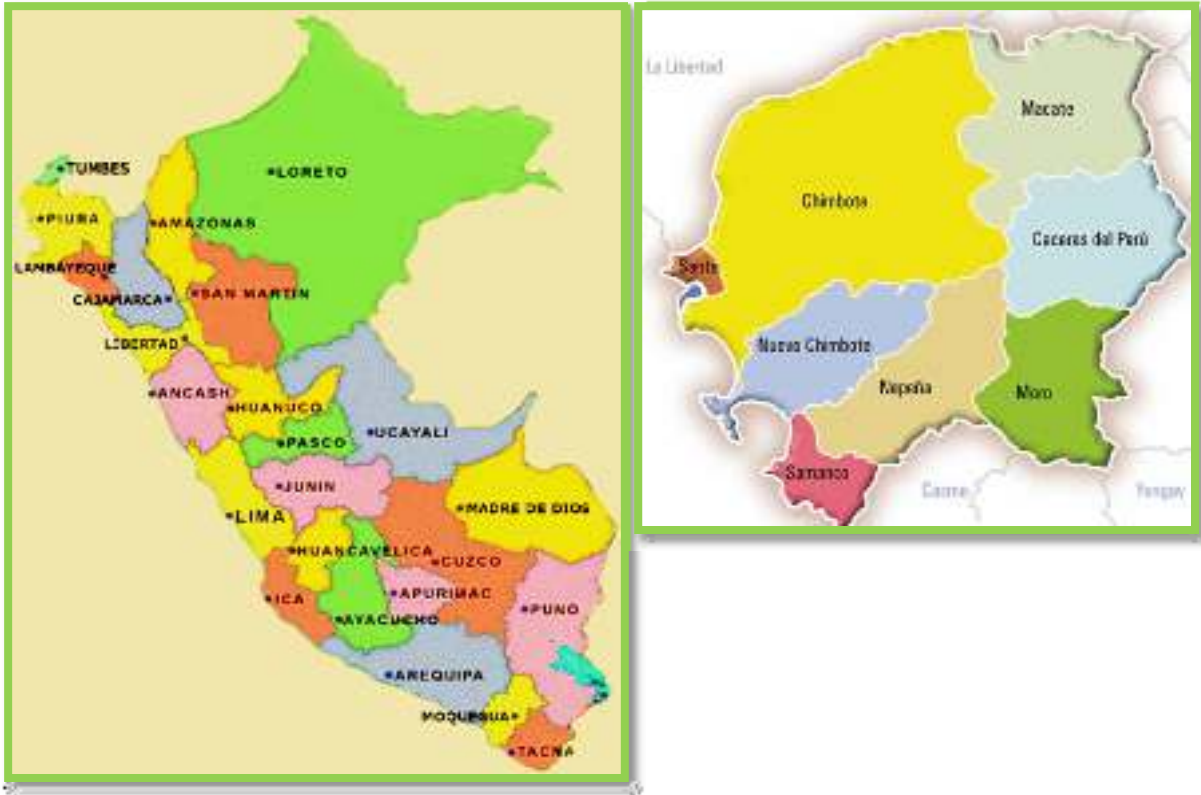 TUMBES
LORETO
PIURA
AMAZONAS
LAMBAYEQUE
CAJAMARCA
SAN MARTIN
LIBERTAD
ANCASH
HUANUCO
UCAYALI
PASCO
JUNIN
LIMA
MADRE DE DIOS
HUANCAVELICA
CUZCO
ICA
APURIMAC
PUNO
AYACUCHO
AREQUIPA
MOQUEGUA
TACNA
La Libertad
Macate
Chimbote
Caceres del Perú
Santa
Nuevo Chimbote
Nepeña
Moro
Samanco
Casma
Yungay